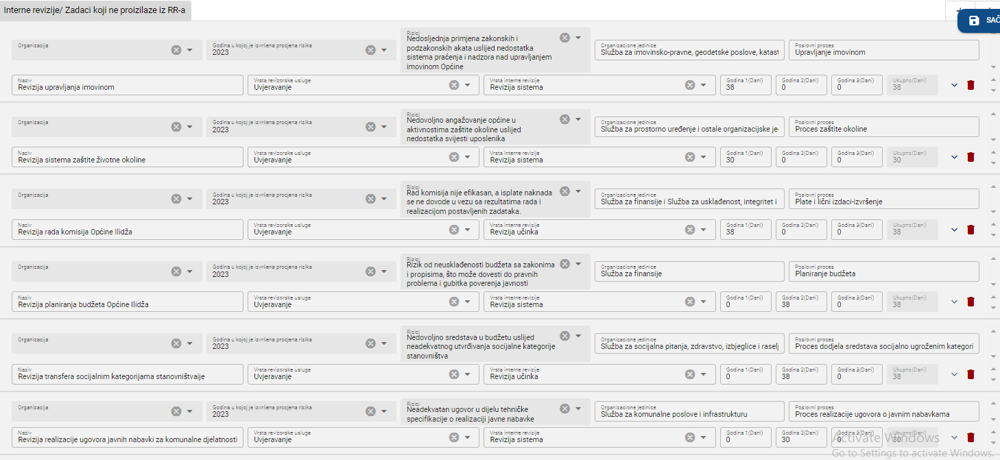 Interne revizije/ Zadaci koji ne proizilaze iz RR-a
Organizacija
Godina u kojoj je izvršena procjena rizika
2023
Rizici
Nedosljednja primjena zakonskih i
podzakonskih akata uslijed nedostatka
sistema praćenja i nadzora nad upravljanjem
imovinom Općine
Organizacione jedinice
Služba za imovinsko-pravne, geodetske poslove, katast
Poslovni proces
Upravljanje imovinom
Naziv
Revizija upravljanja imovinom
Vrsta revizorske usluge
Uvjeravanje
Vrsta interne revizije
Revizija sistema
Godina 1(Dani)
38
Godina 2(Dani)
0
Godina 3(Dani)
0
Ukupno(Dani)
38
Organizacija
Godina u kojoj je izvršena procjena rizika
2023
Rizici
Nedovoljno angažovanje općine u
aktivnostima zaštite okoline uslijed
nedostatka svijesti uposlenika
Organizacione jedinice
Služba za prostorno uređenje i ostale organizacijske je
Poslovni proces
Proces zaštite okoline
Naziv
Revizija sistema zaštite životne okoline
Vrsta revizorske usluge
Uvjeravanje
Vrsta interne revizije
Revizija sistema
Godina 1(Dani)
30
Godina 2(Dani)
0
Godina 3(Dani)
0
Ukupno(Dani)
30
Organizacija
Godina u kojoj je izvršena procjena rizika
2023
Rizici
Rad komisija nije efikasan, a isplate naknada
se ne dovode u vezu sa rezultatima rada i
realizacijom postavljenih zadataka.
Organizacione jedinice
Služba za finansije i Služba za usklađenost, integritet i
Poslovni proces
Plate i lični izdaci-izvršenje
Naziv
Revizija rada komisija Općine Ilidža
Vrsta revizorske usluge
Uvjeravanje
Vrsta interne revizije
Revizija učinka
Godina 1(Dani)
38
Godina 2(Dani)
0
Godina 3(Dani)
0
Ukupno(Dani)
38
Organizacija
Godina u kojoj je izvršena procjena rizika
2023
Rizici
Rizik od neusklađenosti budžeta sa zakonima
i propisima, što može dovesti do pravnih
problema i gubitka poverenja javnosti
Organizacione jedinice
Služba za finansije
Poslovni proces
Planiranje budžeta
Naziv
Revizija planiranja budžeta Općine Ilidža
Vrsta revizorske usluge
Uvjeravanje
Vrsta interne revizije
Revizija sistema
Godina 1(Dani)
0
Godina 2(Dani)
38
Godina 3(Dani)
0
Ukupno(Dani)
38
Organizacija
Godina u kojoj je izvršena procjena rizika
2023
Rizici
Nedovoljno sredstava u budžetu uslijed
neadekvatnog utvrđivanja socijalne kategorije
stanovništva
Organizacione jedinice
Služba za socijalna pitanja, zdravstvo, izbjeglice i raselj
Poslovni proces
Proces dodjela sredstava socijalno ugroženim kategori
Naziv
Revizija transfera socijalnim kategorijama stanovništvaije
Vrsta revizorske usluge
Uvjeravanje
Vrsta interne revizije
Revizija učinka
Godina 1(Dani)
0
Godina 2(Dani)
38
Godina 3(Dani)
0
Ukupno(Dani)
38
Organizacija
Godina u kojoj je izvršena procjena rizika
2023
Rizici
Neadekvatan ugovor u dijelu tehničke
specifikacije o realizaciji javne nabavke
Organizacione jedinice
Služba za komunalne poslove i infrastrukturu
Poslovni proces
Proces realizacije ugovora o javnim nabavkama
Naziv
Revizija realizacije ugovora javnih nabavki za komunalne djelatnosti
Vrsta revizorske usluge
Uvjeravanje
Vrsta interne revizije
Revizija sistema
Godina 1(Dani)
0
Godina 2(Dani)
30
Godina 3(Dani)
0
Ukupno(Dani)
30
SAČ
Activate Windows
Go to Settings to activate Windows.